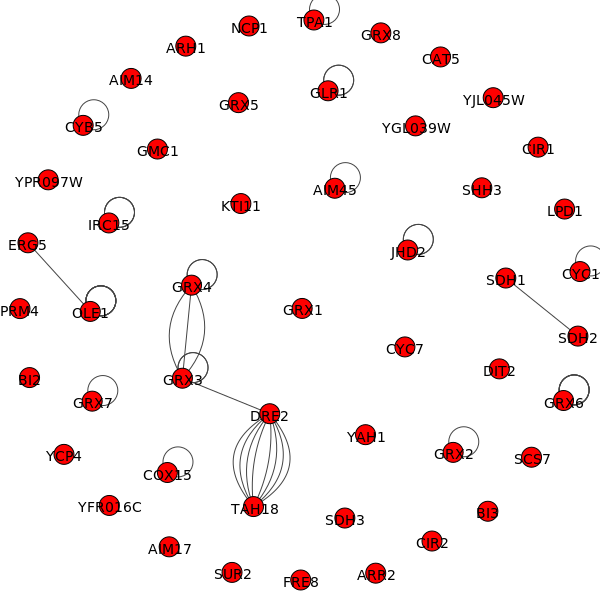 TPA1
NCP1
GRX8
ARH1
CAT5
AIM14
GLR1
YJL045W
GRX5
CYB5
YGL039W
GMC1
CIR1
YPR097W
AIM45
SHH3
KTI11
LPD1
IRC15
ERG5
JHD2
CYC1
SDH1
GRX4
PRM4
OLE1
GRX1
SDH2
CYC7
DIT2
BI2
GRX3
GRX7
GRX6
DRE2
YAH1
YCP4
GRX2
SCS7
COX15
YFR016C
TAH18
SDH3
BI3
AIM17
CIR2
SUR2
FRE8
ARR2